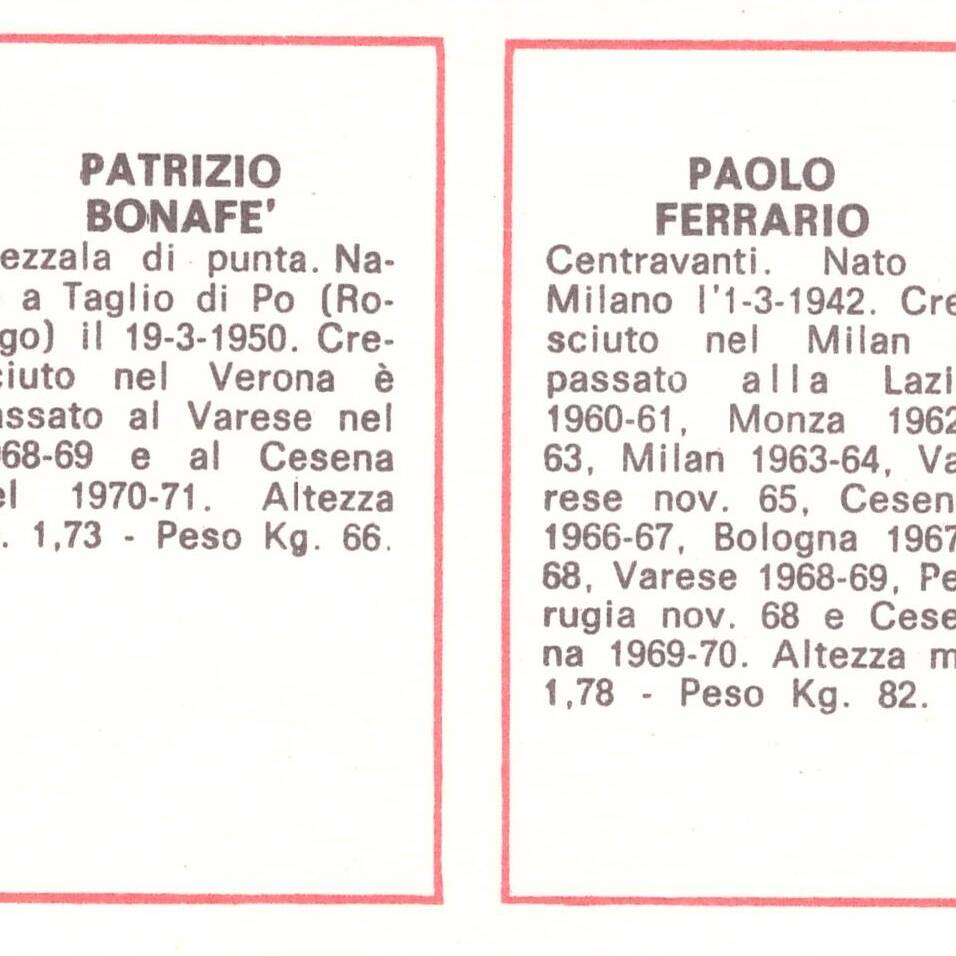 PATRIZIO
BONAFE'
ezzala di punta. Na-
a Taglio di Po (Ro-
go) il 19-3-1950. Cre-
ciuto nel Verona è
assato al Varese nel
968-69 e al Cesena
el 1970-71. Altezza
. 1,73 - Peso Kg. 66.
PAOLO
FERRARIO
Centravanti. Nato
Milano l'1-3-1942. Cre
sciuto nel Milan
passato alla Lazi
1960-61, Monza 1962
63, Milan 1963-64, Va
rese nov. 65, Cesen
1966-67, Bologna 1967
68, Varese 1968-69, Pe
rugia nov. 68 e Cese
na 1969-70. Altezza m
1,78 - Peso Kg. 82.